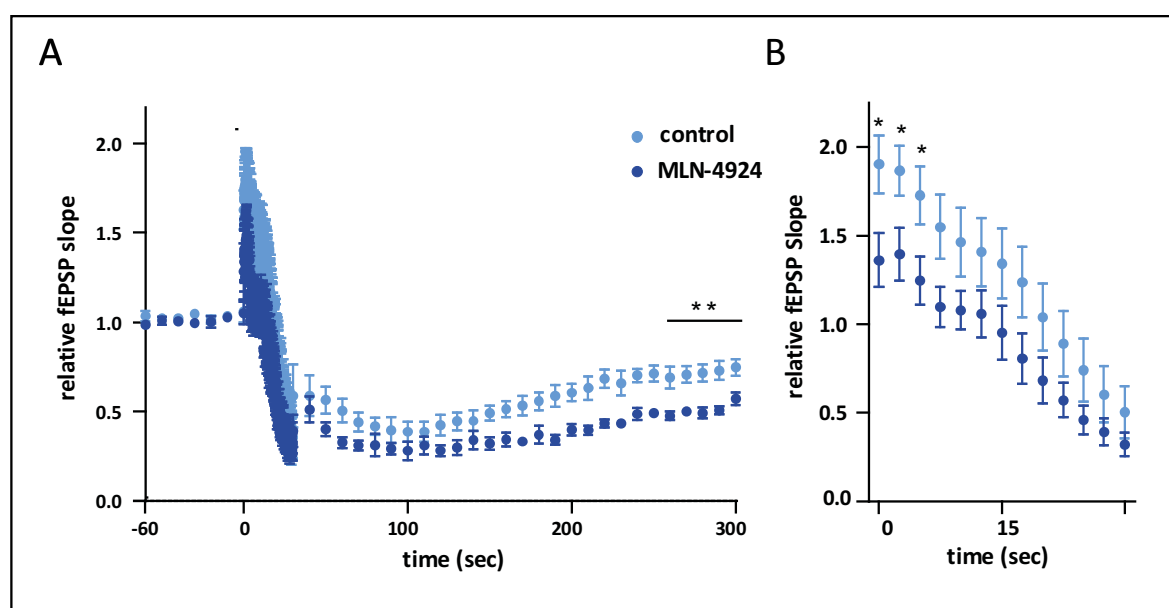 A
B
control
MLN-4924
* *
* * *
relative fEPSP slope
2.0
1.5
1.0
0.5
0.0
-60 0 100 200 300
time (sec)
relative fEPSP Slope
2.0
1.5
1.0
0.5
0.0
0 15
time (sec)